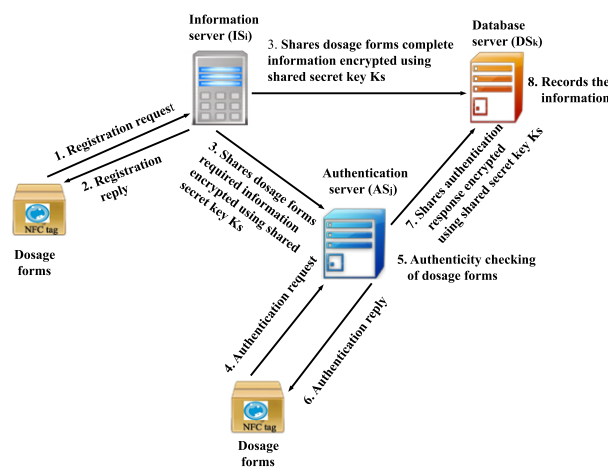 Information
server (ISi)
Database
server (DSk)
3. Shares dosage forms complete
information encrypted using
shared secret key Ks
8. Records the
information
1. Registration request
2. Registration
reply
3. Shares dosage forms
required information
encrypted using shared
secret key Ks
Authentication
server (ASj)
7. Shares authentication
response encrypted
using shared secret key Ks
NFC tag
Dosage
forms
5. Authenticity checking
of dosage forms
4. Authentication request
6. Authentication reply
NFC tag
Dosage
forms